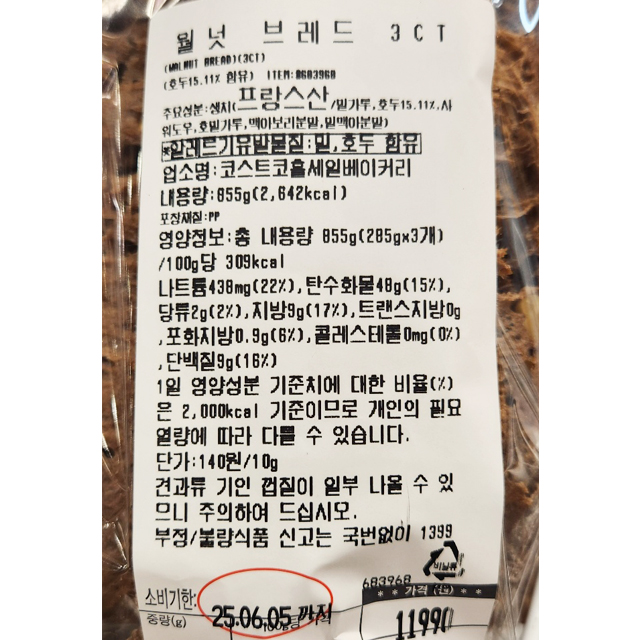 월넛 브레드 3CT
(WALNUT BREAD)(3CT)
(호두15.11% 함유) ITEM:#683968
주요성분:생지(프랑스산/밀가루,호두15.11%,사
워도우,호밀가루,맥아보리분말,밀맥아분말)
*알레르기유발물질:밀,호두 함유
업소명:코스트코홀세일베이커리
내용량:855g(2,642kcal)
포장재질:PP
영양정보:총 내용량 855g(285gx3개)
/100g당 309kcal
나트륨438mg(22%),탄수화물48g(15%),
당류2g(2%),지방9g(17%),트랜스지방0g
,포화지방0.9g(6%),콜레스테롤0mg(0%)
,단백질9g(16%)
1일 영양성분 기준치에 대한 비율(%)
은 2,000kcal 기준이므로 개인의 필요
열량에 따라 다를 수 있습니다.
단가:140원/10g
견과류 기인 껍질이 일부 나올 수 있
으니 주의하여 드십시오.
부정/불량식품 신고는 국번없이 1399
비닐류
683968
소비기한: 25.06.05 까지
중량(g)
**가격(원)**
11990